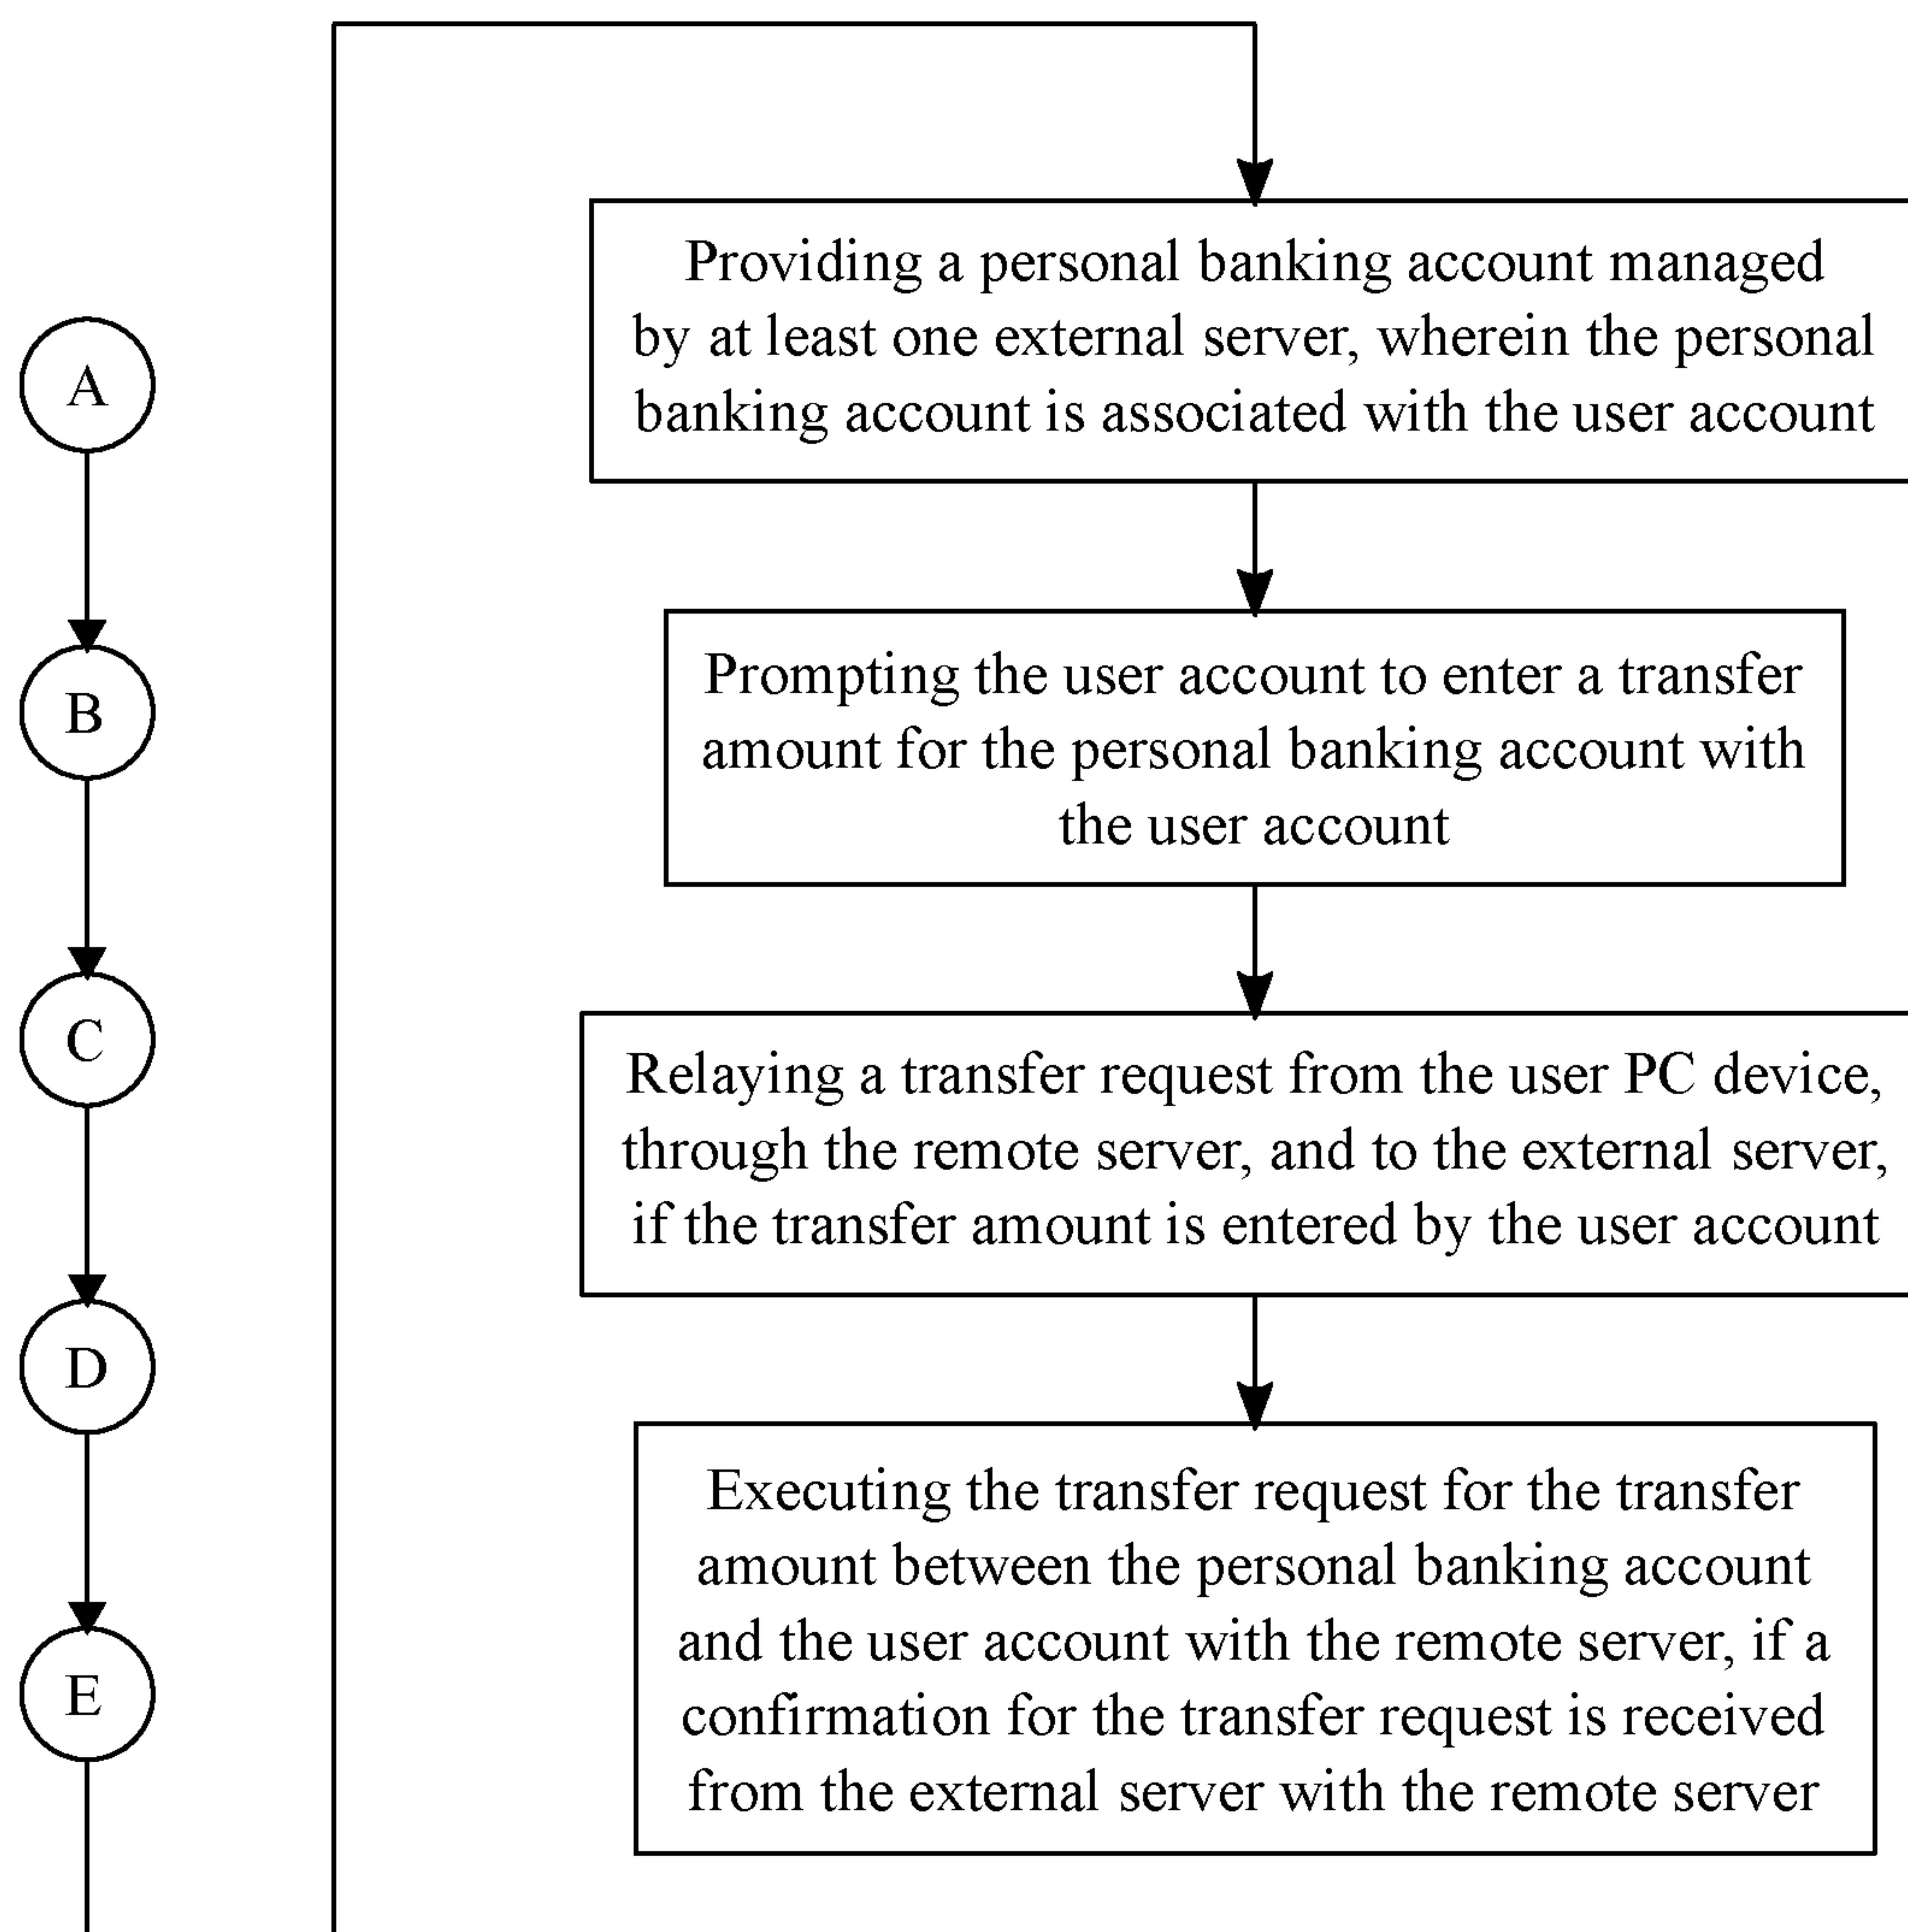 A
B
C
D
E
Providing a personal banking account managed
by at least one external server, wherein the personal
banking account is associated with the user account
Prompting the user account to enter a transfer
amount for the personal banking account with
the user account
Relaying a transfer request from the user PC device,
through the remote server, and to the external server,
if the transfer amount is entered by the user account
Executing the transfer request for the transfer
amount between the personal banking account
and the user account with the remote server, if a
confirmation for the transfer request is received
from the external server with the remote server